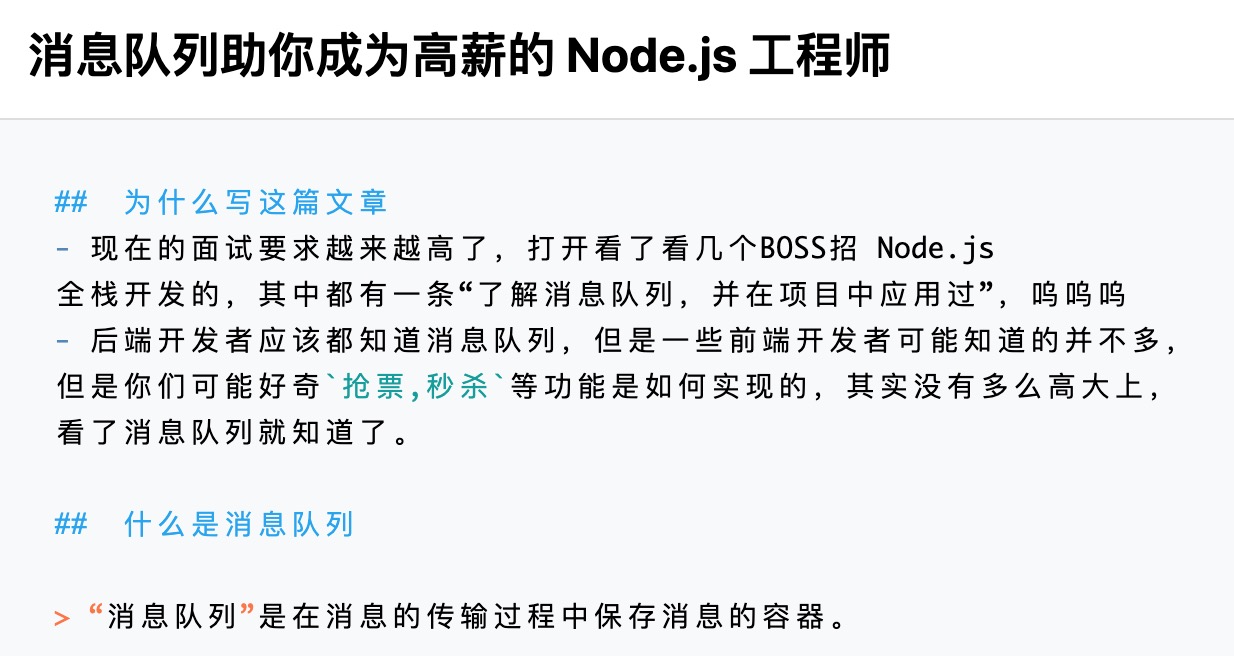 消息队列助你成为高薪的 Node.js 工程师
## 为什么写这篇文章
- 现在的面试要求越来越高了，打开看了看几个BOSS招 Node.js
全栈开发的，其中都有一条“了解消息队列，并在项目中应用过”，呜呜呜
- 后端开发者应该都知道消息队列，但是一些前端开发者可能知道的并不多，
但是你们可能好奇`抢票,秒杀`等功能是如何实现的，其实没有多么高大上，
看了消息队列就知道了。
## 什么是消息队列
> “消息队列”是在消息的传输过程中保存消息的容器。